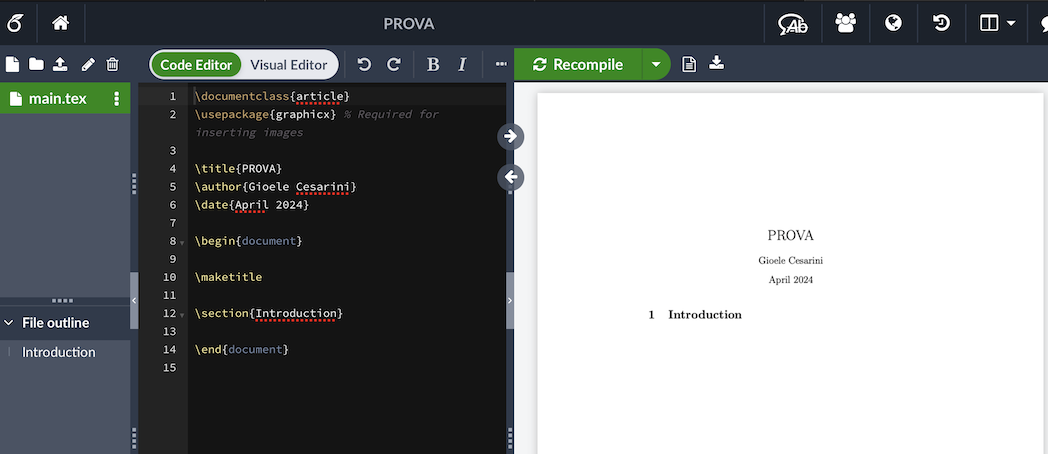 PROVA
Code Editor Visual Editor B I
Recompile
main.tex
File outline
Introduction
1 \documentclass{article}
2 \usepackage{graphicx} % Required for
inserting images
3
4 \title{PROVA}
5 \author{Gioele Cesarini}
6 \date{April 2024}
7
8 \begin{document}
9
10 \maketitle
11
12 \section{Introduction}
13
14 \end{document}
15
PROVA
Gioele Cesarini
April 2024
1 Introduction